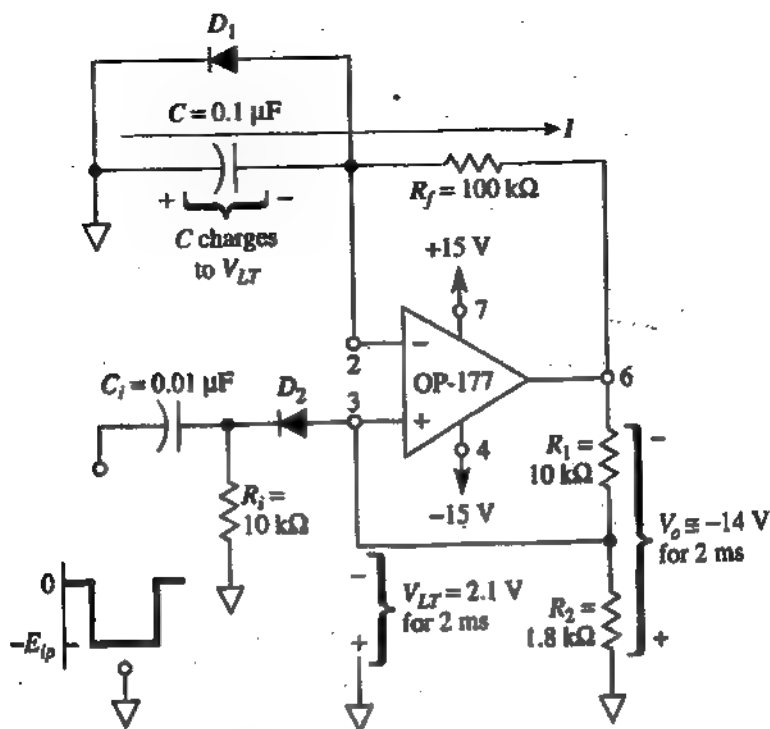 D1
C = 0.1 μF
I
+ −
Rf = 100 kΩ
C charges
to VLT
+15 V
7
2
−
OP-177
6
Ci = 0.01 μF
D2
3
+
4
−15 V
Ri =
10 kΩ
R1 =
10 kΩ
−
Vo ≅ −14 V
for 2 ms
+
−
VLT = 2.1 V
for 2 ms
+
R2 =
1.8 kΩ
0
−Eip